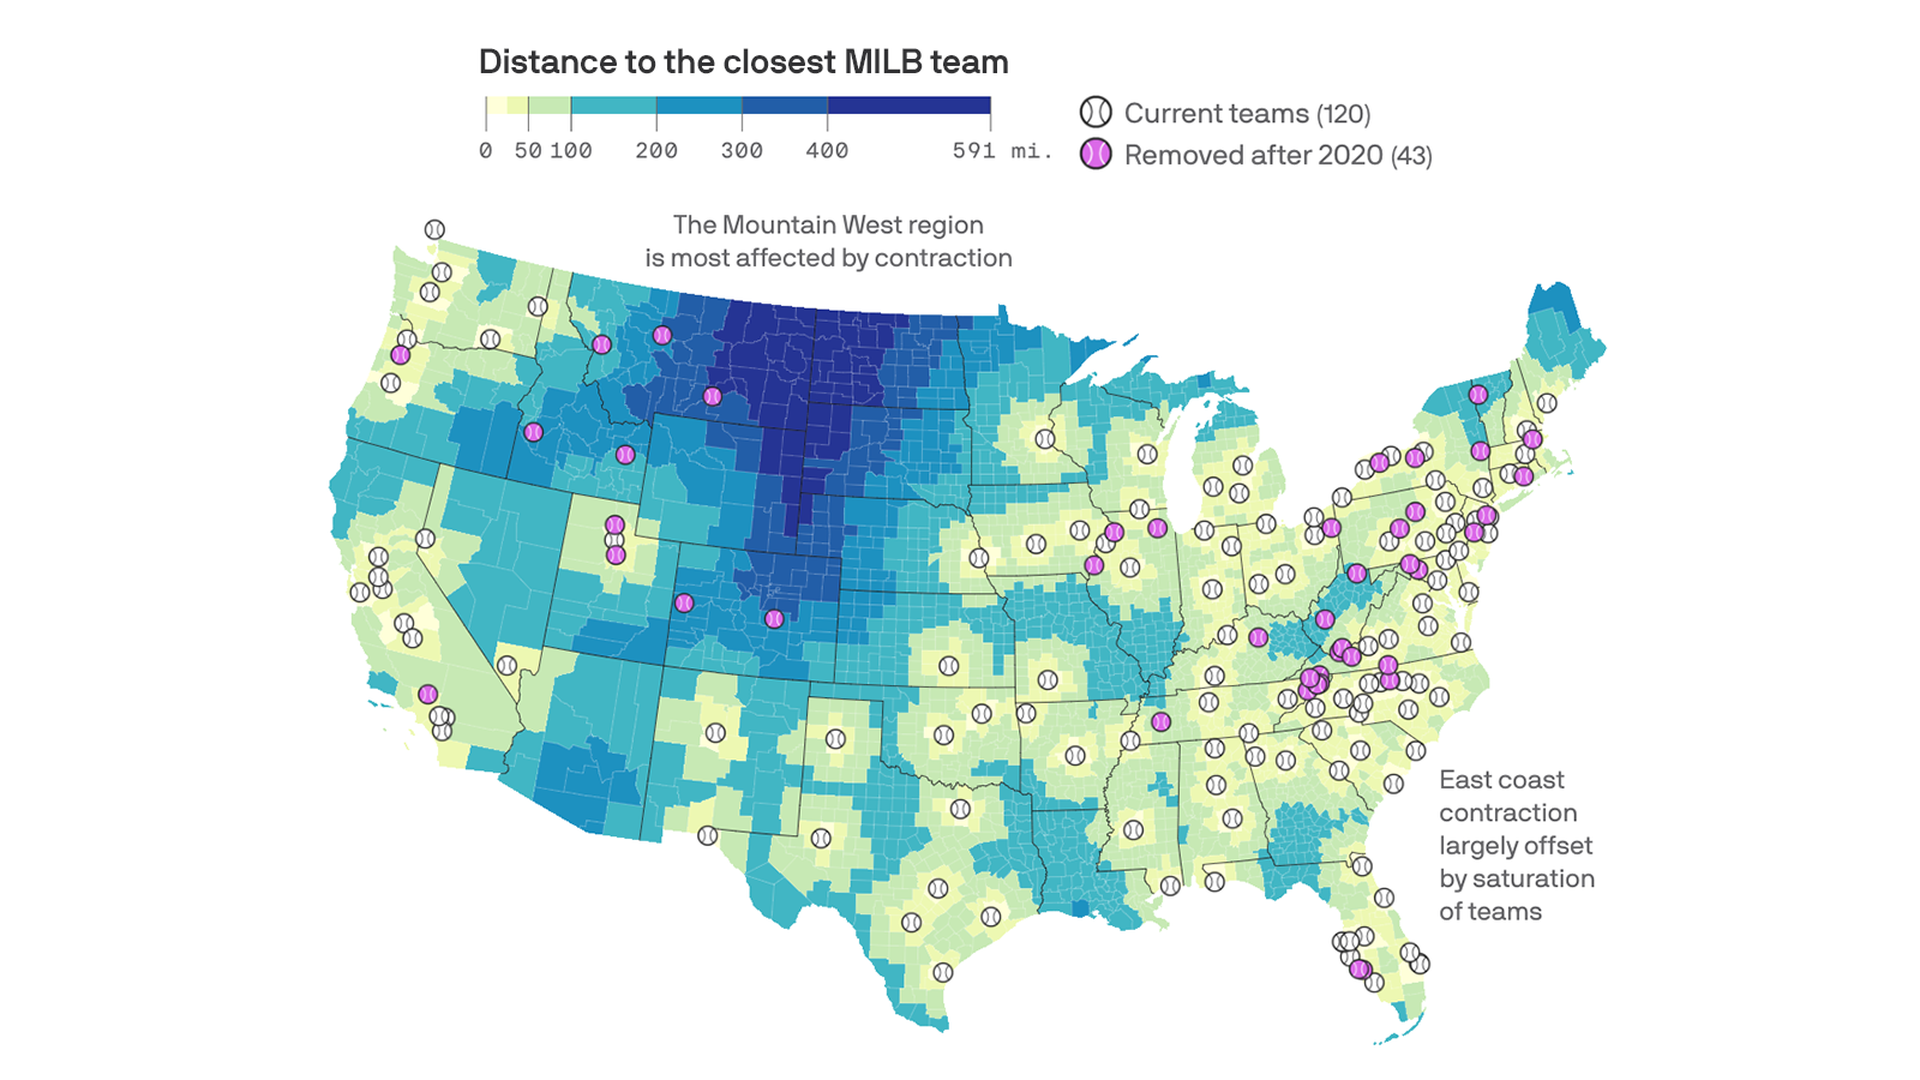 Distance to the closest MILB team
0 50 100 200 300 400 591 mi.
Current teams (120)
Removed after 2020 (43)
The Mountain West region
is most affected by contraction
East coast
contraction
largely offset
by saturation
of teams